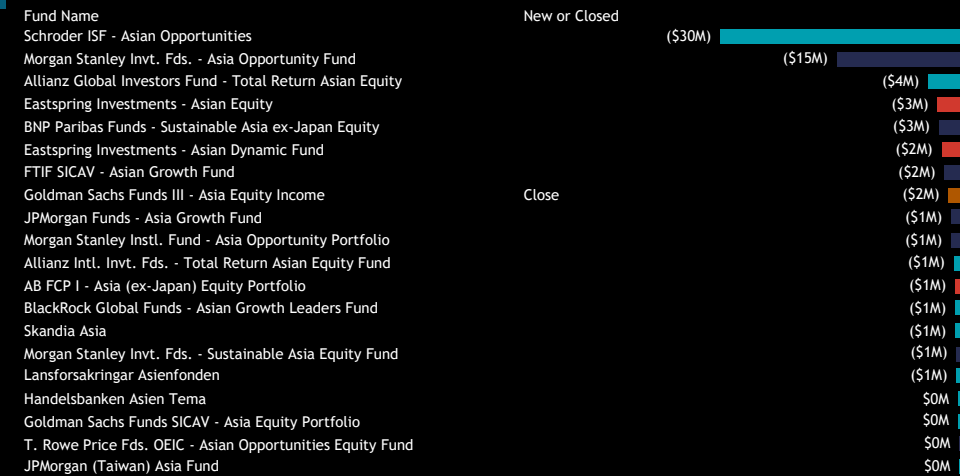 Fund Name New or Closed
Schroder ISF - Asian Opportunities ($30M)
Morgan Stanley Invt. Fds. - Asia Opportunity Fund ($15M)
Allianz Global Investors Fund - Total Return Asian Equity ($4M)
Eastspring Investments - Asian Equity ($3M)
BNP Paribas Funds - Sustainable Asia ex-Japan Equity ($3M)
Eastspring Investments - Asian Dynamic Fund ($2M)
FTIF SICAV - Asian Growth Fund ($2M)
Goldman Sachs Funds III - Asia Equity Income Close ($2M)
JPMorgan Funds - Asia Growth Fund ($1M)
Morgan Stanley Instl. Fund - Asia Opportunity Portfolio ($1M)
Allianz Intl. Invt. Fds. - Total Return Asian Equity Fund ($1M)
AB FCP I - Asia (ex-Japan) Equity Portfolio ($1M)
BlackRock Global Funds - Asian Growth Leaders Fund ($1M)
Skandia Asia ($1M)
Morgan Stanley Invt. Fds. - Sustainable Asia Equity Fund ($1M)
Lansforsakringar Asienfonden ($1M)
Handelsbanken Asien Tema $0M
Goldman Sachs Funds SICAV - Asia Equity Portfolio $0M
T. Rowe Price Fds. OEIC - Asian Opportunities Equity Fund $0M
JPMorgan (Taiwan) Asia Fund $0M